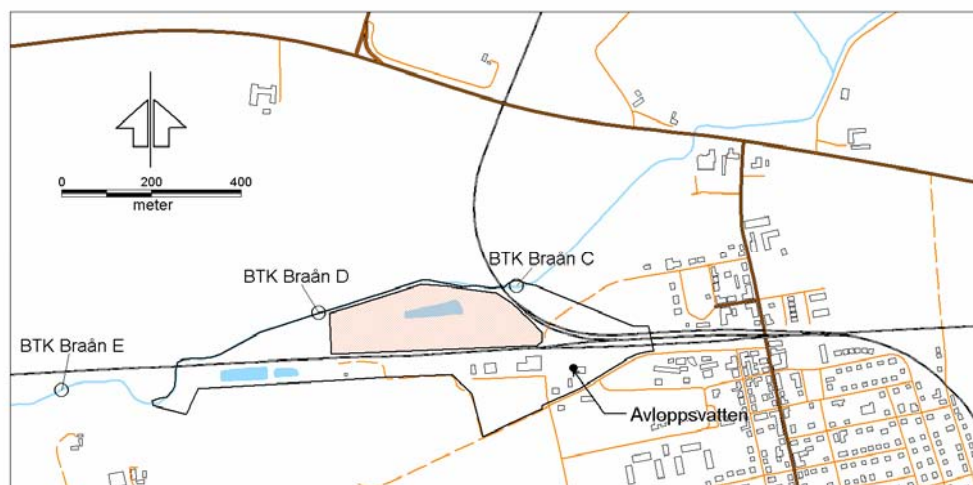 0 200 400
meter
BTK Braån C
BTK Braån D
BTK Braån E
Avloppsvatten